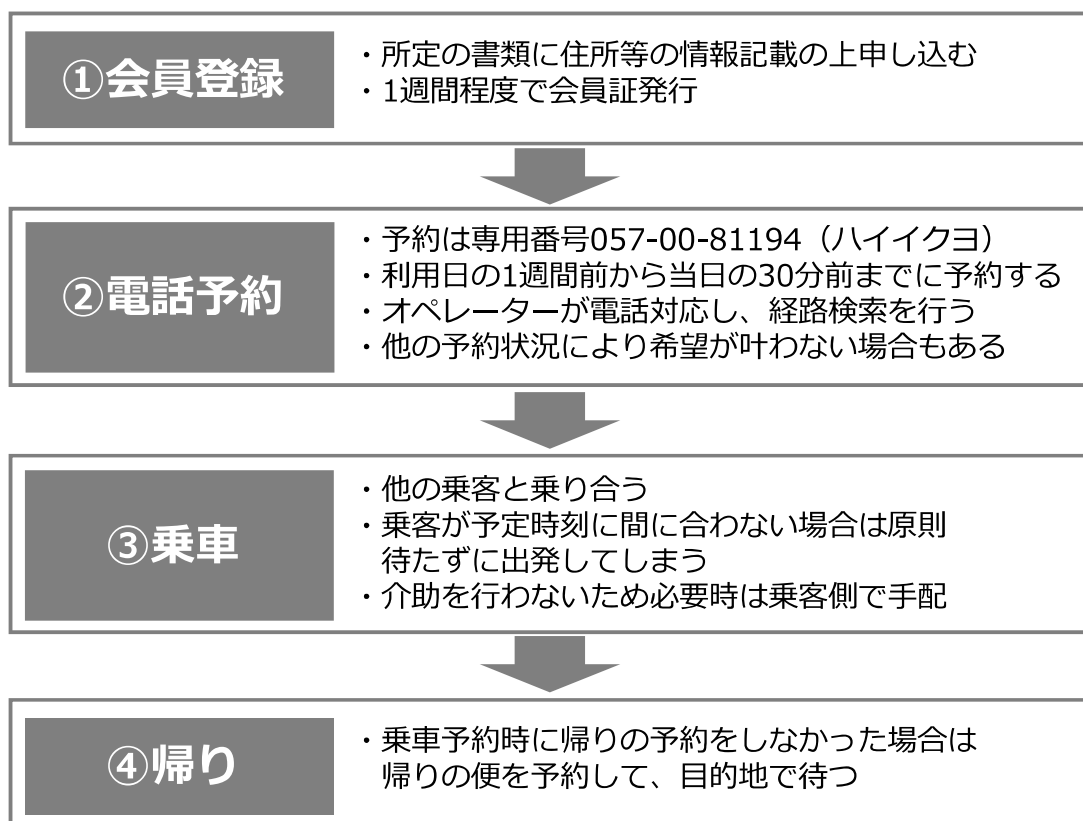 ①会員登録
・所定の書類に住所等の情報記載の上申し込む
・1週間程度で会員証発行
②電話予約
・予約は専用番号057-00-81194（ハイイクヨ）
・利用日の1週間前から当日の30分前までに予約する
・オペレーターが電話対応し、経路検索を行う
・他の予約状況により希望が叶わない場合もある
③乗車
・他の乗客と乗り合う
・乗客が予定時刻に間に合わない場合は原則
待たずに出発してしまう
・介助を行わないため必要時は乗客側で手配
④帰り
・乗車予約時に帰りの予約をしなかった場合は
帰りの便を予約して、目的地で待つ